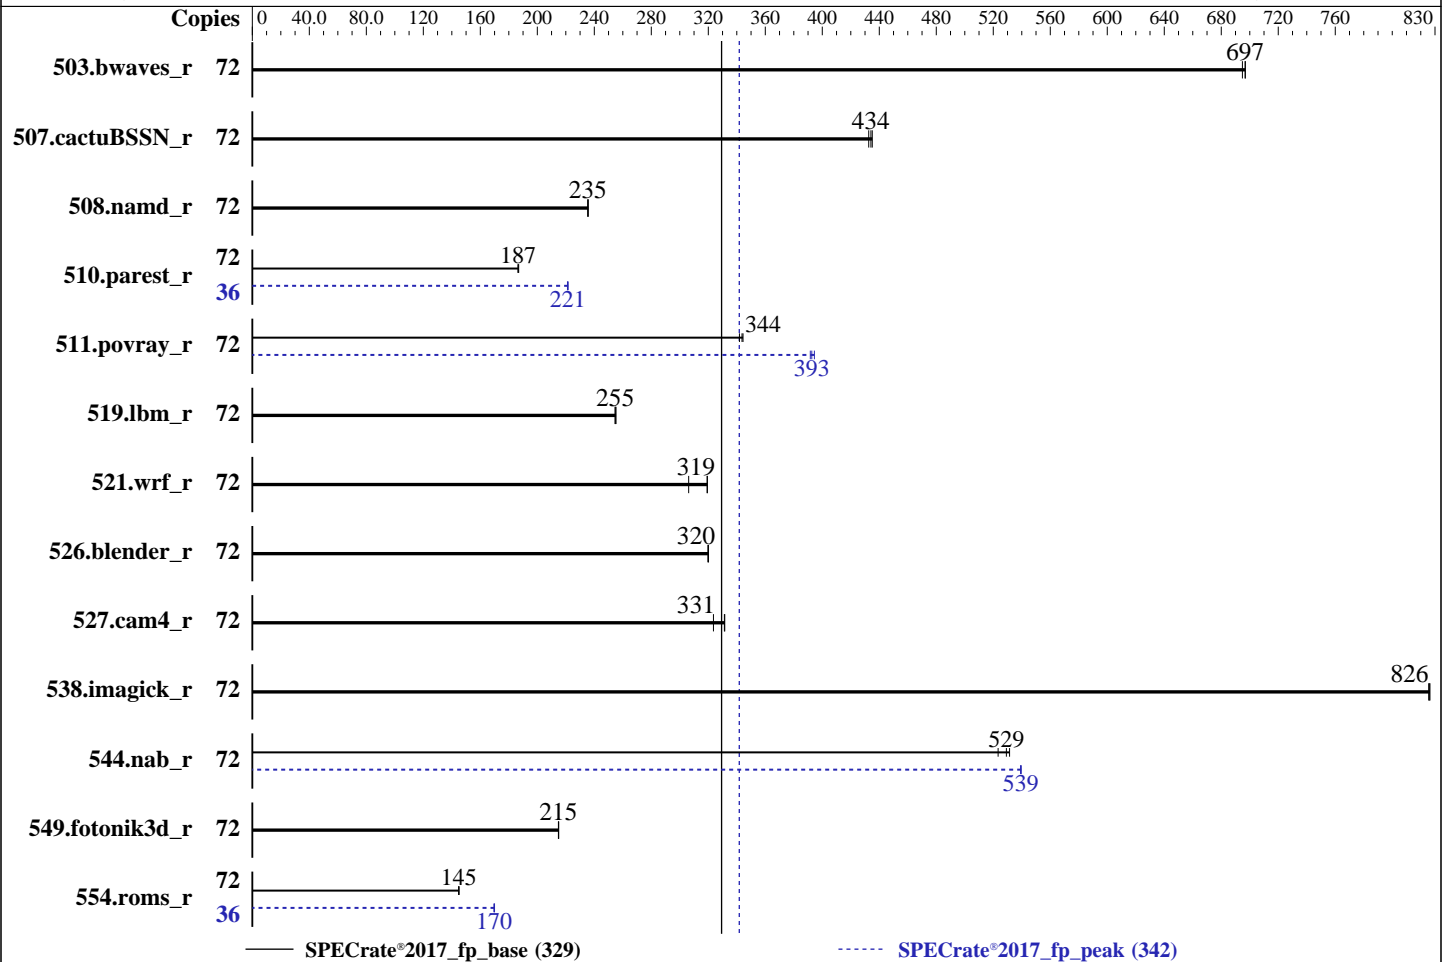 Copies 0 40.0 80.0 120 160 200 240 280 320 360 400 440 480 520 560 600 640 680 720 760 830
503.bwaves_r 72 697
507.cactuBSSN_r 72 434
508.namd_r 72 235
510.parest_r 72 187
36 221
511.povray_r 72 344
393
519.lbm_r 72 255
521.wrf_r 72 319
526.blender_r 72 320
527.cam4_r 72 331
538.imagick_r 72 826
544.nab_r 72 529
539
549.fotonik3d_r 72 215
554.roms_r 72 145
36 170
SPECrate®2017_fp_base (329) SPECrate®2017_fp_peak (342)